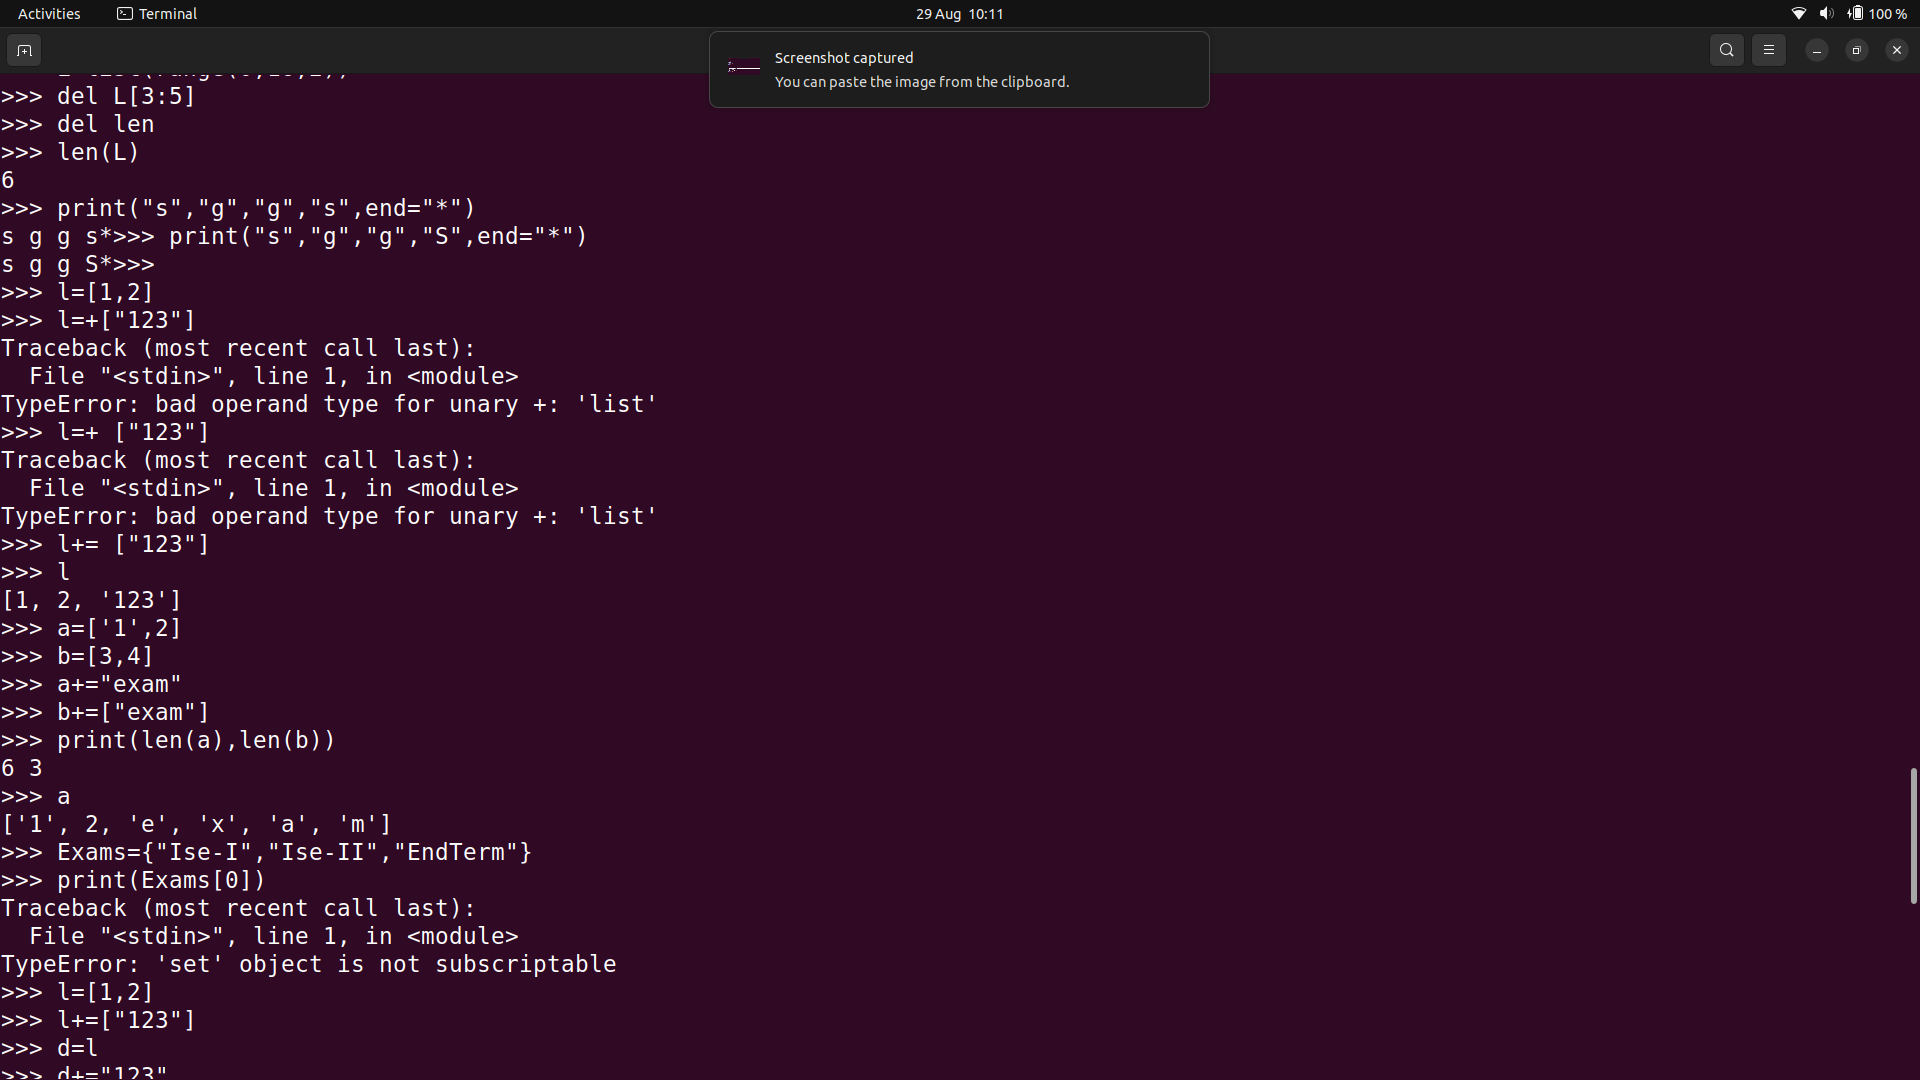 Activities Terminal 29 Aug 10:11 100 %
Screenshot captured
You can paste the image from the clipboard.
>>> del L[3:5]
>>> del len
>>> len(L)
6
>>> print("s","g","g","s",end="*")
s g g s*>>> print("s","g","g","S",end="*")
s g g S*>>>
>>> l=[1,2]
>>> l=+["123"]
Traceback (most recent call last):
  File "<stdin>", line 1, in <module>
TypeError: bad operand type for unary +: 'list'
>>> l=+ ["123"]
Traceback (most recent call last):
  File "<stdin>", line 1, in <module>
TypeError: bad operand type for unary +: 'list'
>>> l+= ["123"]
>>> l
[1, 2, '123']
>>> a=['1',2]
>>> b=[3,4]
>>> a+="exam"
>>> b+=["exam"]
>>> print(len(a),len(b))
6 3
>>> a
['1', 2, 'e', 'x', 'a', 'm']
>>> Exams={"Ise-I","Ise-II","EndTerm"}
>>> print(Exams[0])
Traceback (most recent call last):
  File "<stdin>", line 1, in <module>
TypeError: 'set' object is not subscriptable
>>> l=[1,2]
>>> l+=["123"]
>>> d=l
>>> d+="123"